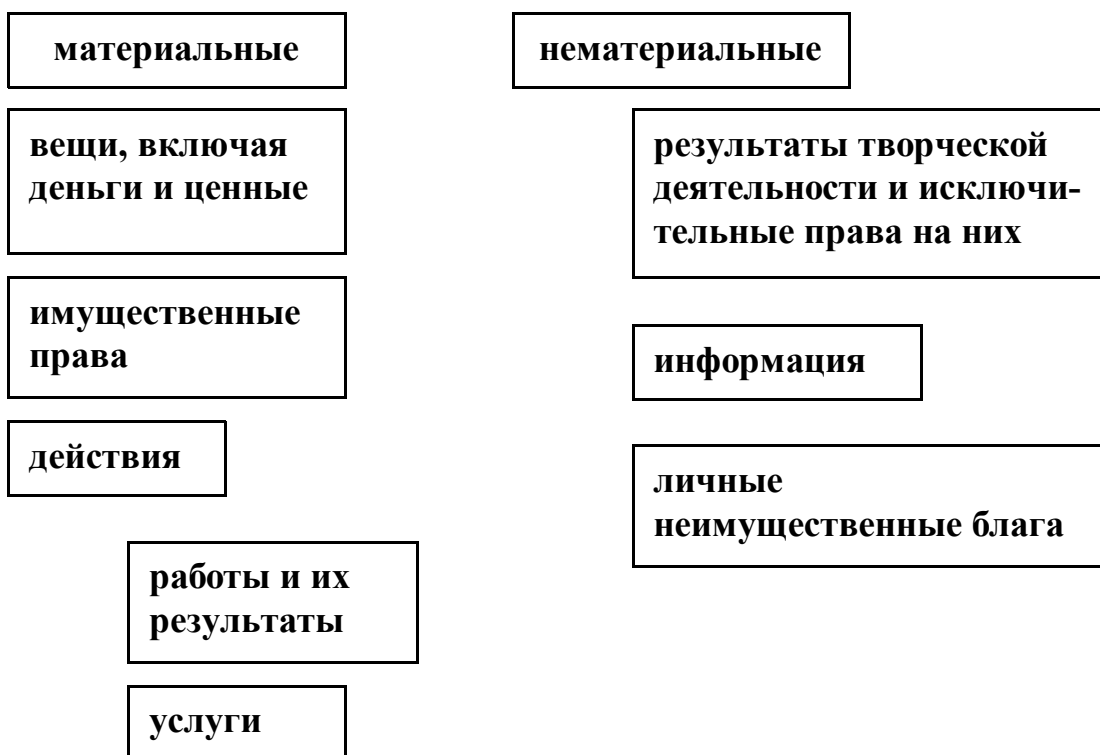 материальные
нематериальные
вещи, включая
деньги и ценные
имущественные
права
действия
работы и их
результаты
услуги
результаты творческой
деятельности и исключи-
тельные права на них
информация
личные
неимущественные блага